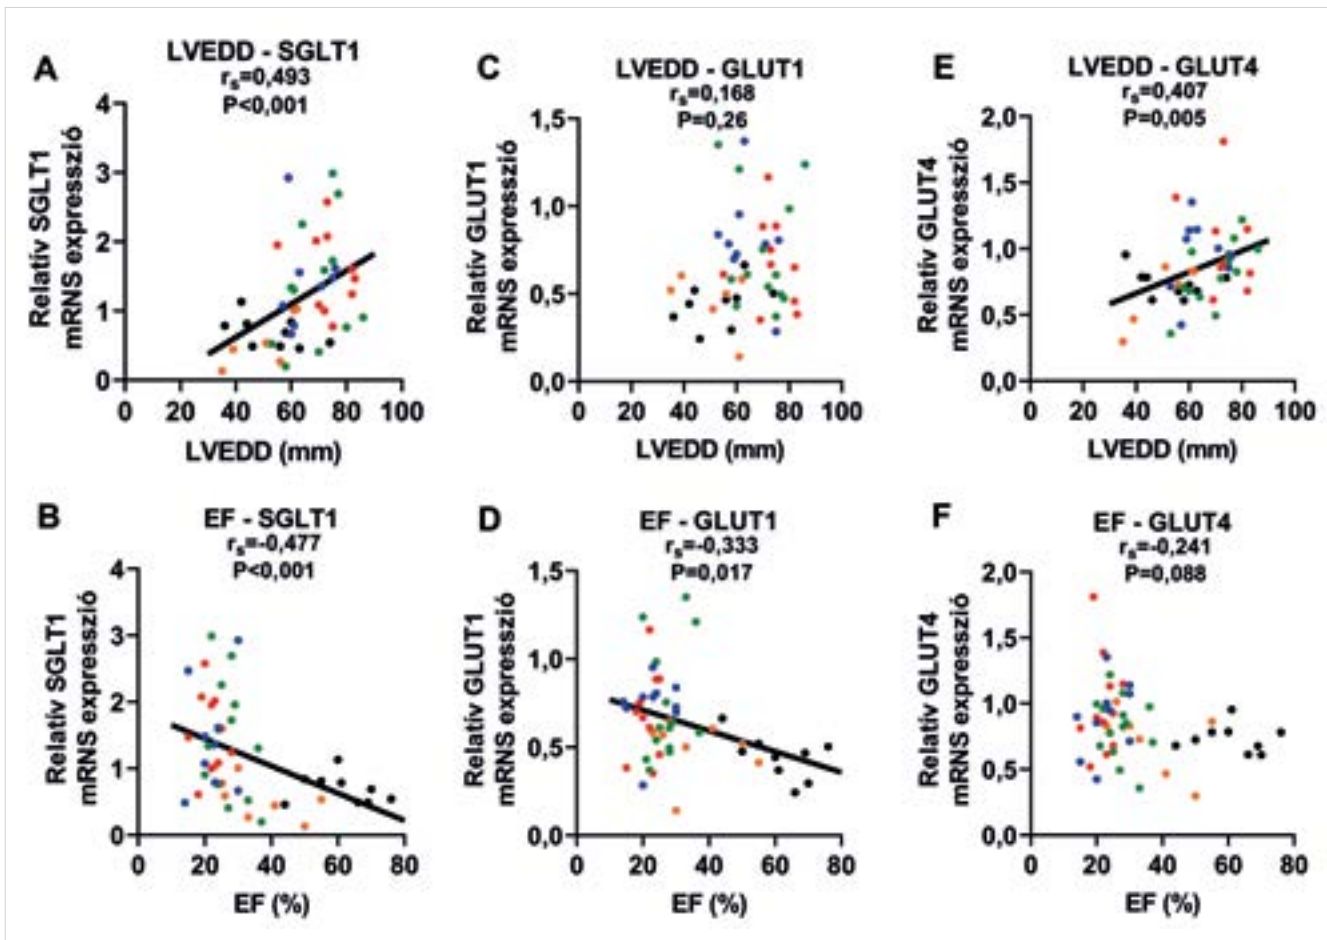 A
LVEDD - SGLT1
rs=0,493
P<0,001
Relatív SGLT1
mRNS expresszió
4
3
2
1
0
0 20 40 60 80 100
LVEDD (mm)
C
LVEDD - GLUT1
rs=0,168
P=0,26
Relatív GLUT1
mRNS expresszió
1,5
1,0
0,5
0,0
0 20 40 60 80 100
LVEDD (mm)
E
LVEDD - GLUT4
rs=0,407
P=0,005
Relatív GLUT4
mRNS expresszió
2,0
1,5
1,0
0,5
0,0
0 20 40 60 80 100
LVEDD (mm)
B
EF - SGLT1
rs=-0,477
P<0,001
Relatív SGLT1
mRNS expresszió
4
3
2
1
0
0 20 40 60 80
EF (%)
D
EF - GLUT1
rs=-0,333
P=0,017
Relatív GLUT1
mRNS expresszió
1,5
1,0
0,5
0,0
0 20 40 60 80
EF (%)
F
EF - GLUT4
rs=-0,241
P=0,088
Relatív GLUT4
mRNS expresszió
2,0
1,5
1,0
0,5
0,0
0 20 40 60 80
EF (%)